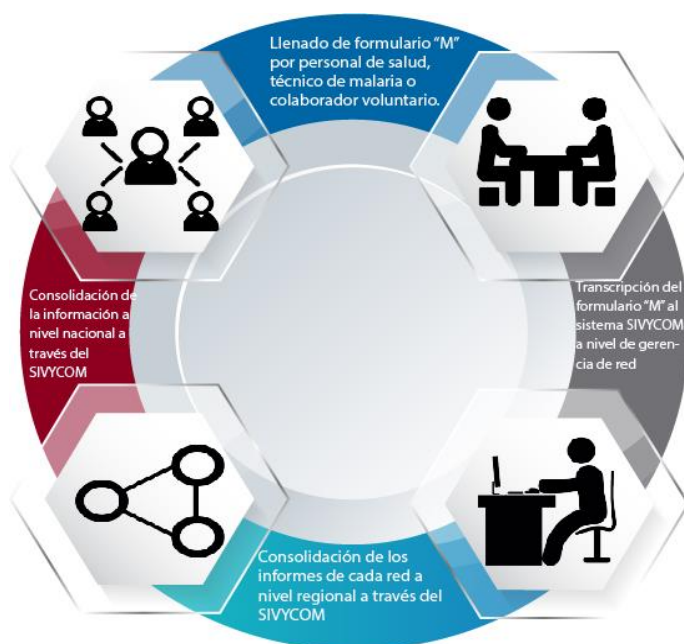 Llenado de formulario “M”
por personal de salud,
técnico de malaria o
colaborador voluntario.
Transcripción del
formulario “M” al
sistema SIVYCOM
a nivel de geren-
cia de red
Consolidación de los
informes de cada red a
nivel regional a través del
SIVYCOM
Consolidación de
la información a
nivel nacional a
través del
SIVYCOM